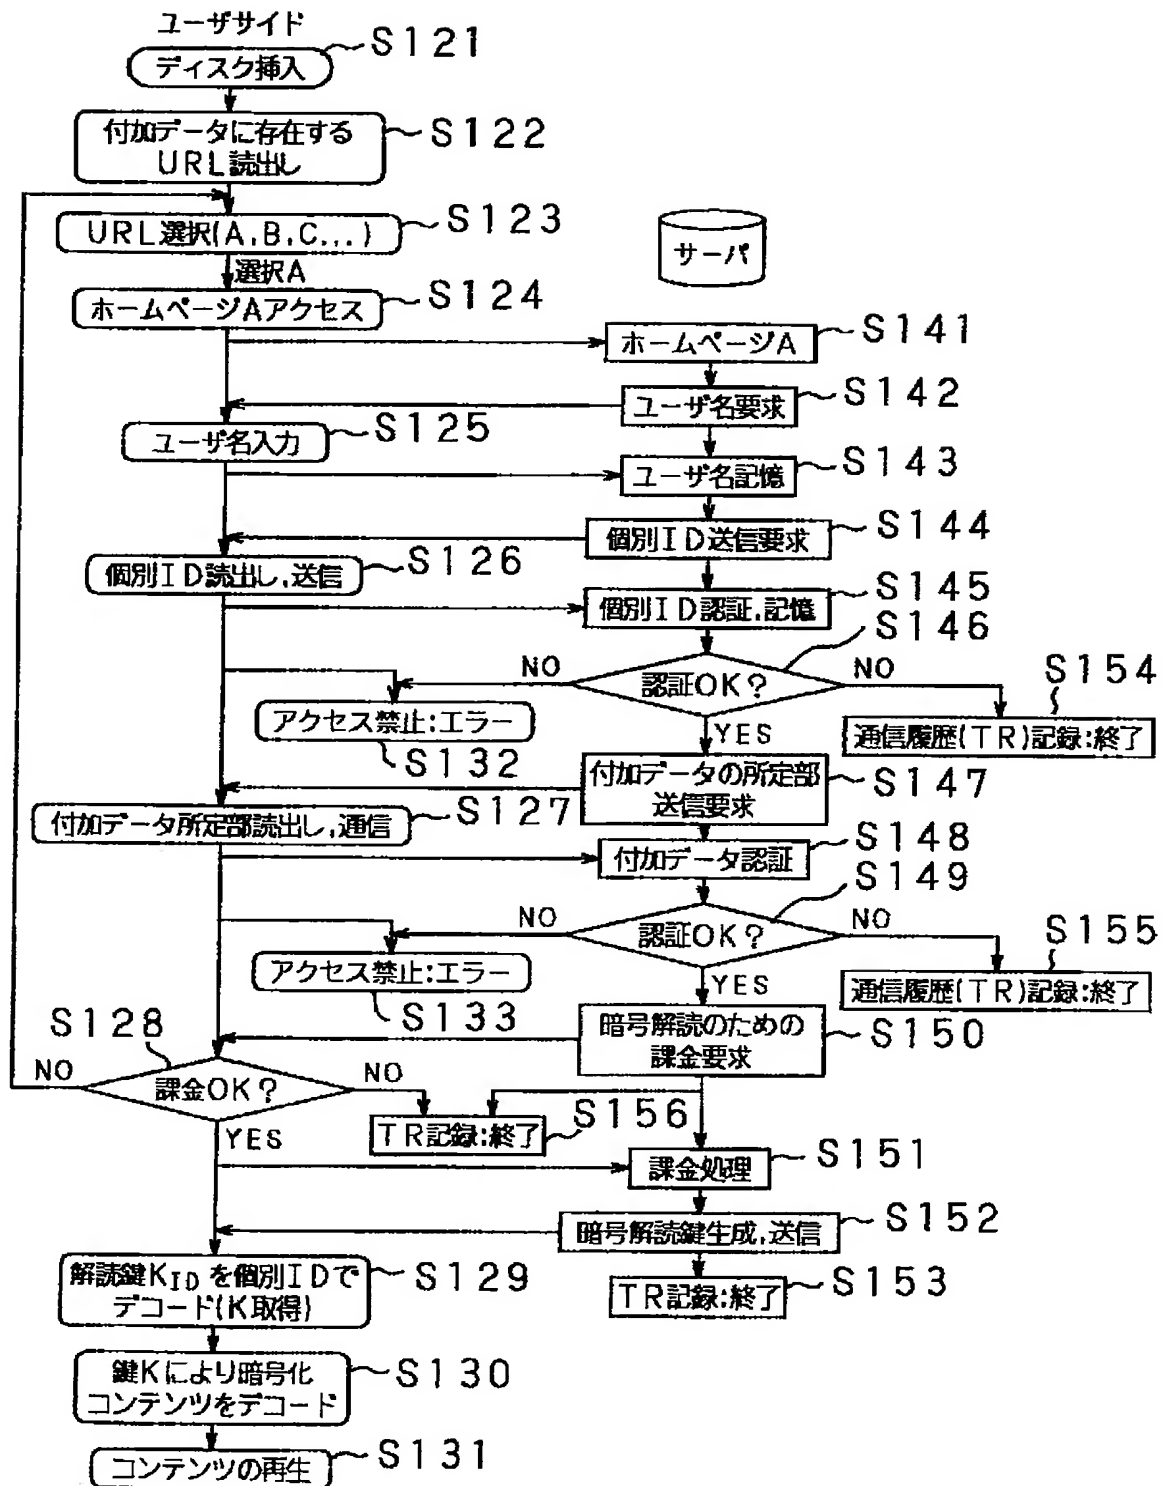 ユーザサイド
ディスク挿入
S121
付加データに存在する
URL読出し
S122
URL選択(A,B,C...)
S123
選択A
サーバ
ホームページAアクセス
S124
ホームページA
S141
ユーザ名要求
S142
ユーザ名入力
S125
ユーザ名記憶
S143
個別ID送信要求
S144
個別ID読出し,送信
S126
個別ID認証,記憶
S145
S146
NO
認証OK?
NO
S154
アクセス禁止:エラー
S132
YES
通信履歴(TR)記録:終了
付加データの所定部
送信要求
S147
付加データ所定部読出し,通信
S127
付加データ認証
S148
S149
NO
認証OK?
NO
S155
アクセス禁止:エラー
S133
YES
通信履歴(TR)記録:終了
暗号解読のための
課金要求
S150
S128
NO
課金OK?
NO
YES
TR記録:終了
S156
課金処理
S151
暗号解読鍵生成,送信
S152
解読鍵KIDを個別IDで
デコード(K取得)
S129
TR記録:終了
S153
鍵Kにより暗号化
コンテンツをデコード
S130
コンテンツの再生
S131